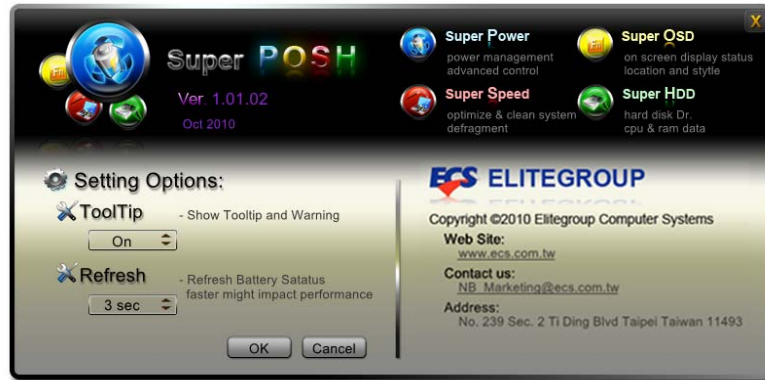 Super POSH
Ver. 1.01.02
Oct 2010
Super Power
power management
advanced control
Super OSD
on screen display status
location and stytle
Super Speed
optimize & clean system
defragment
Super HDD
hard disk Dr.
cpu & ram data
X
Setting Options:
ToolTip - Show Tooltip and Warning
On
Refresh - Refresh Battery Satatus
faster might impact performance
3 sec
OK Cancel
ECS ELITEGROUP
Copyright ©2010 Elitegroup Computer Systems
Web Site:
www.ecs.com.tw
Contact us:
NB_Marketing@ecs.com.tw
Address:
No. 239 Sec. 2 Ti Ding Blvd Taipei Taiwan 11493